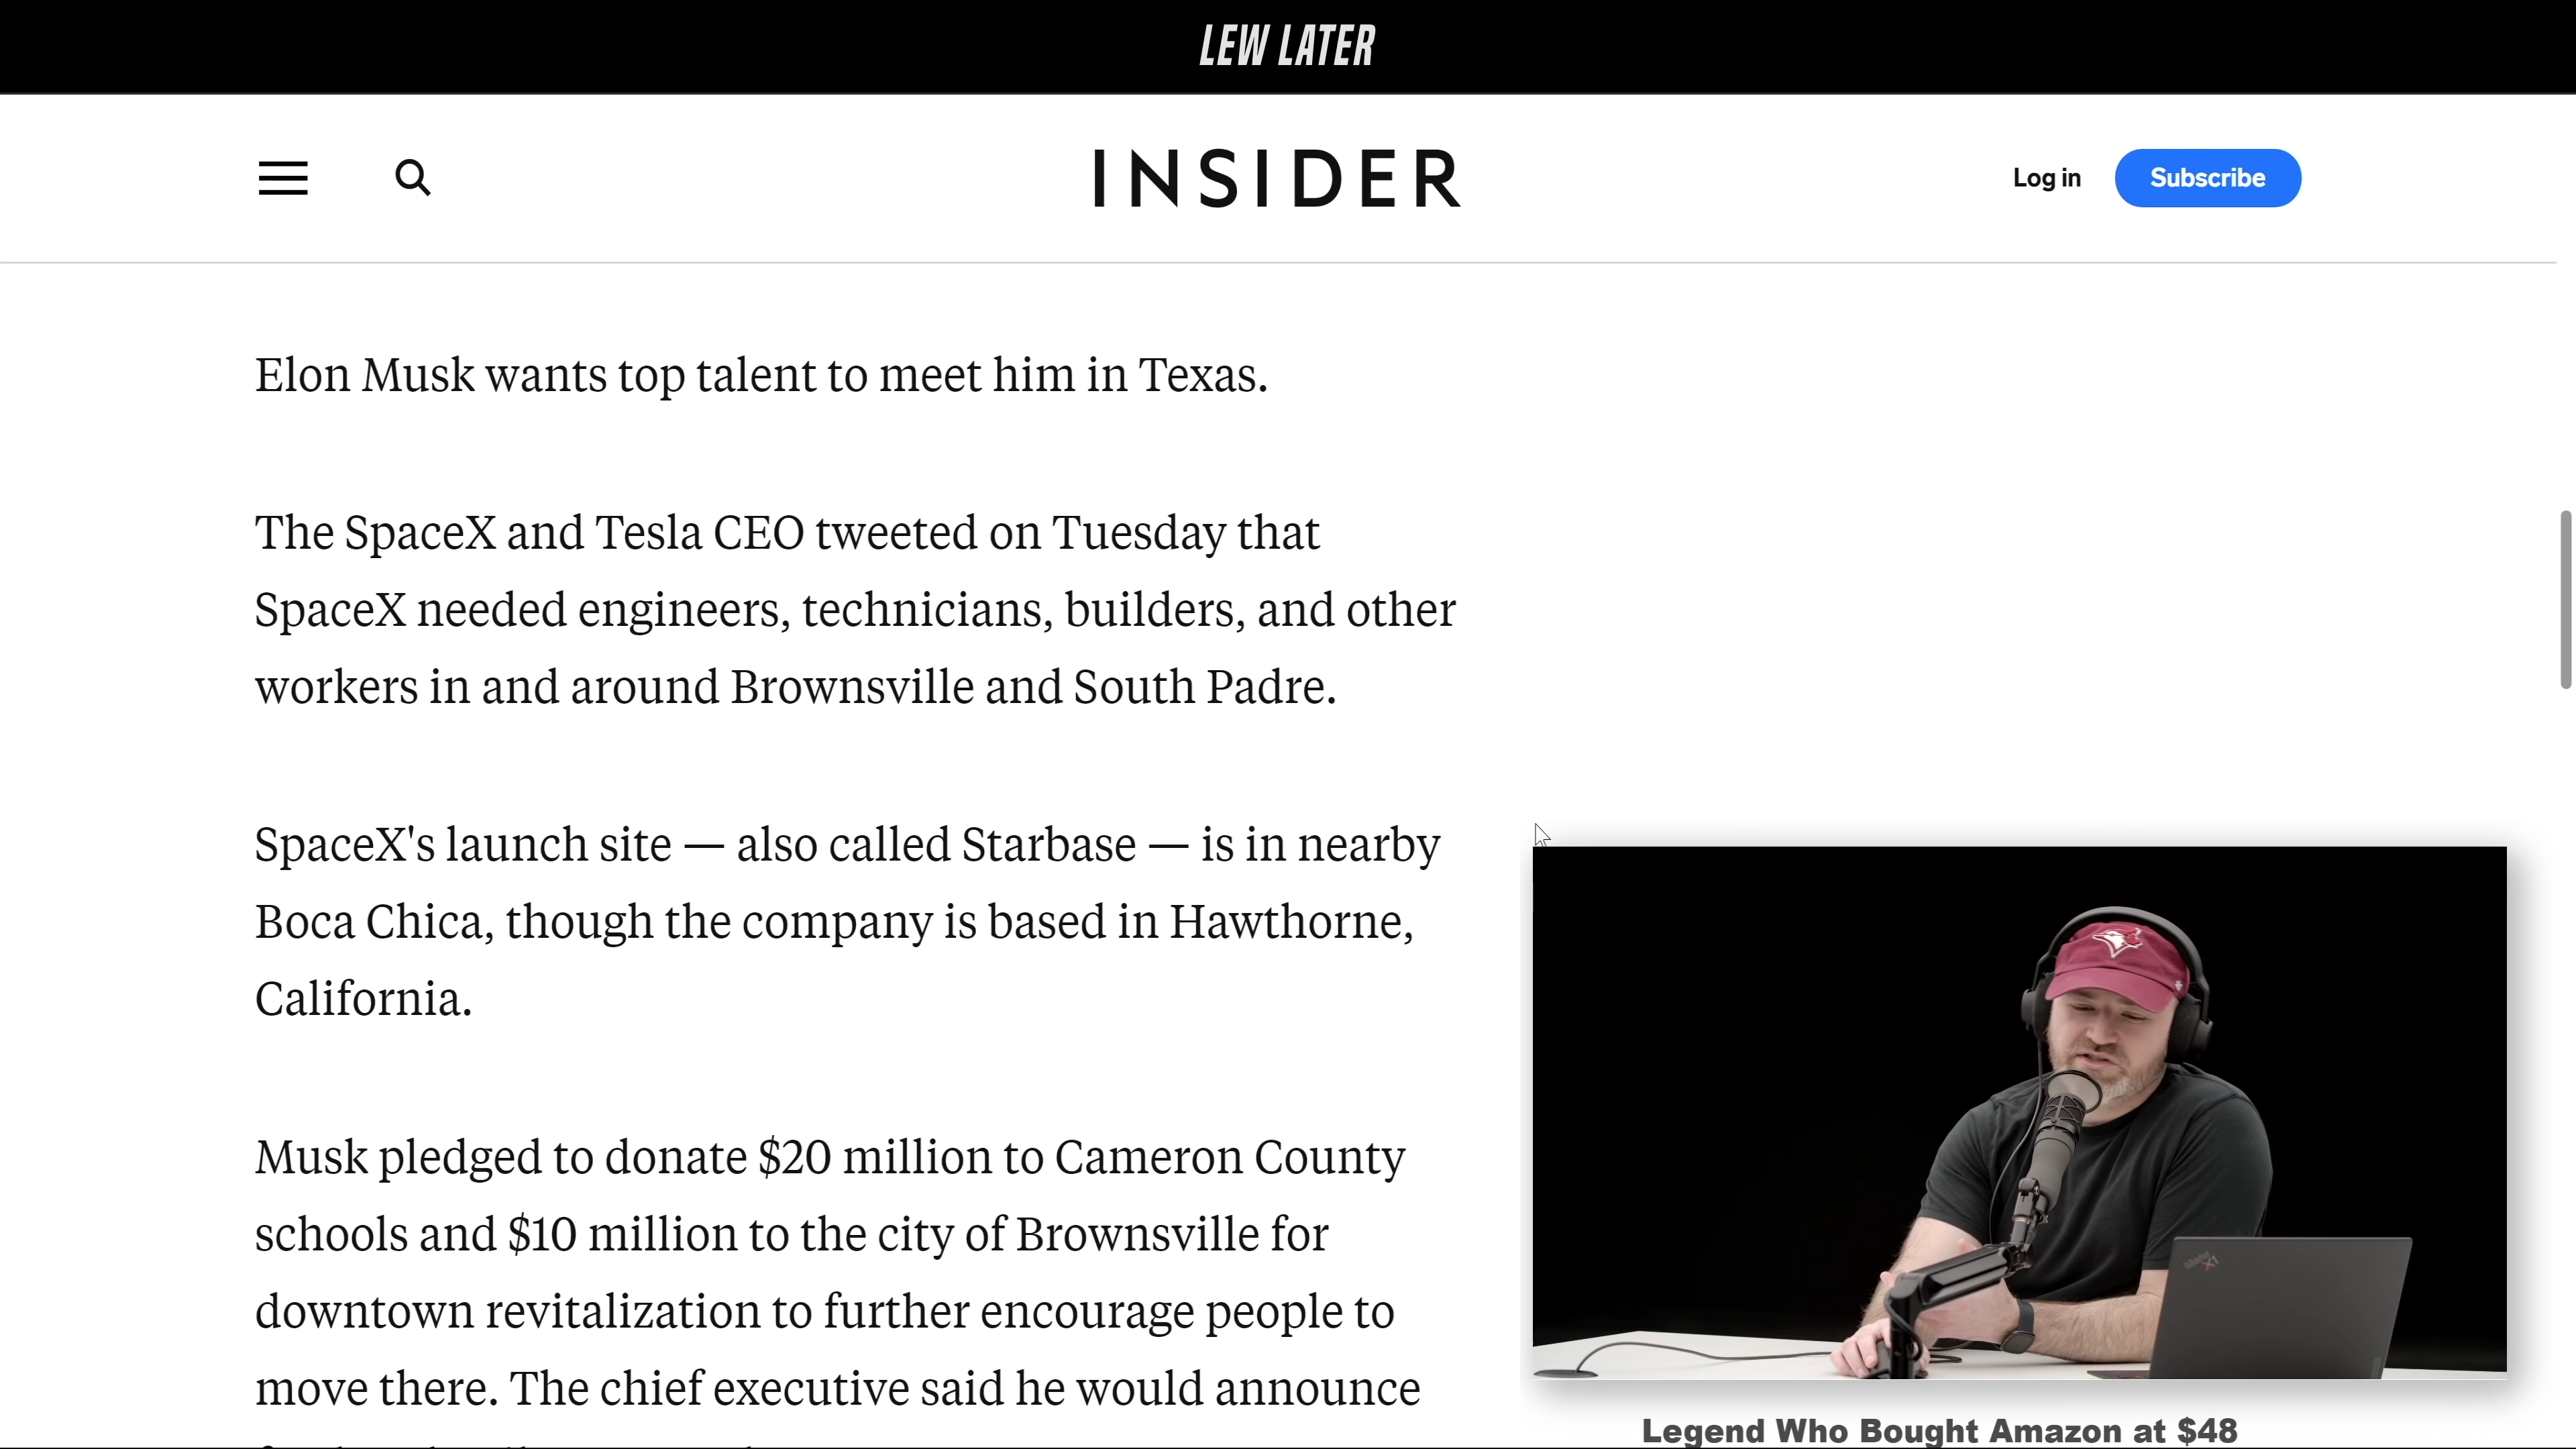 LEW LATER
INSIDER
Log in
Subscribe
Elon Musk wants top talent to meet him in Texas.
The SpaceX and Tesla CEO tweeted on Tuesday that
SpaceX needed engineers, technicians, builders, and other
workers in and around Brownsville and South Padre.
SpaceX's launch site — also called Starbase — is in nearby
Boca Chica, though the company is based in Hawthorne,
California.
Musk pledged to donate $20 million to Cameron County
schools and $10 million to the city of Brownsville for
downtown revitalization to further encourage people to
move there. The chief executive said he would announce
Legend Who Bought Amazon at $48